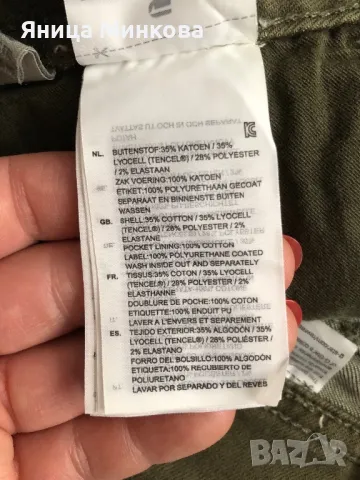 Яница Минкова
NL. BUITENSTOF:35% KATOEN / 35%
LYOCELL (TENCEL®) / 28% POLYESTER
/ 2% ELASTAAN
ZAK VOERING:100% KATOEN
ETIKET:100% POLYURETHAAN GECOAT
SEPARAAT EN BINNENSTE BUITEN
WASSEN
GB. SHELL:35% COTTON / 35% LYOCELL
(TENCEL®) / 28% POLYESTER / 2%
ELASTANE
POCKET LINING:100% COTTON
LABEL:100% POLYURETHANE COATED
WASH INSIDE OUT AND SEPARATELY
FR. TISSUS:35% COTON / 35% LYOCELL
(TENCEL®) / 28% POLYESTER / 2%
ELASTHANNE
DOUBLURE DE POCHE:100% COTON
ETIQUETTE:100% ENDUIT PU
LAVER A L'ENVERS ET SEPAREMENT
ES. TEJIDO EXTERIOR:35% ALGODÓN / 35%
LYOCELL (TENCEL®) / 28% POLIÉSTER /
2% ELASTANO
FORRO DEL BOLSILLO:100% ALGODÓN
ETIQUETA:100% RECUBIERTO DE
POLIURETANO
LAVAR POR SEPARADO Y DEL REVES
BAZAR